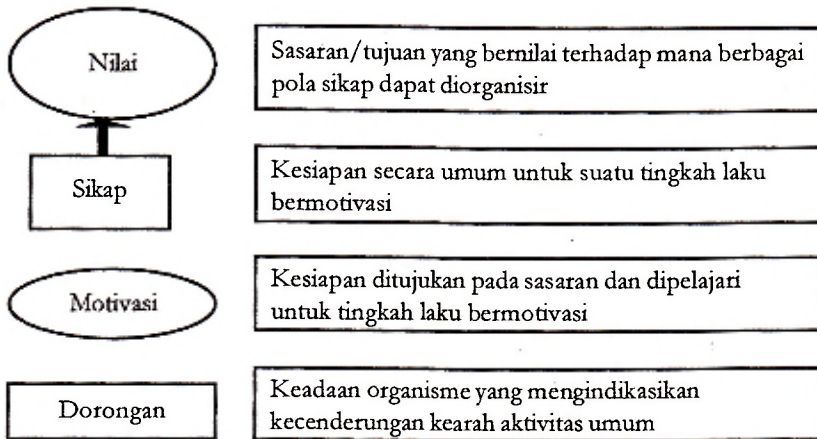 Nilai
Sasaran/tujuan yang bernilai terhadap mana berbagai
pola sikap dapat diorganisir
Sikap
Kesiapan secara umum untuk suatu tingkah laku
bermotivasi
Motivasi
Kesiapan ditujukan pada sasaran dan dipelajari
untuk tingkah laku bermotivasi
Dorongan
Keadaan organisme yang mengindikasikan
kecenderungan kearah aktivitas umum